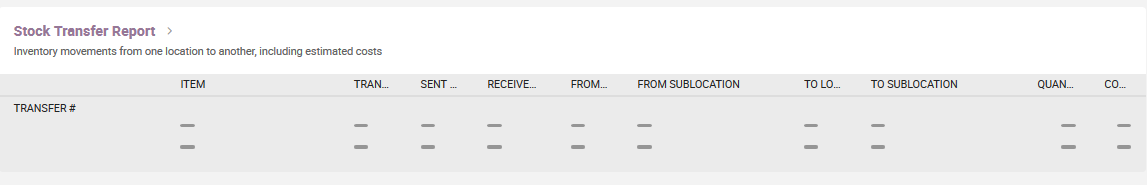 Stock Transfer Report
Inventory movements from one location to another, including estimated costs
ITEM TRAN... SENT ... RECEIVE... FROM... FROM SUBLOCATION TO LO... TO SUBLOCATION QUAN... CO...
TRANSFER #
— — — — — — — — — —
— — — — — — — — — —